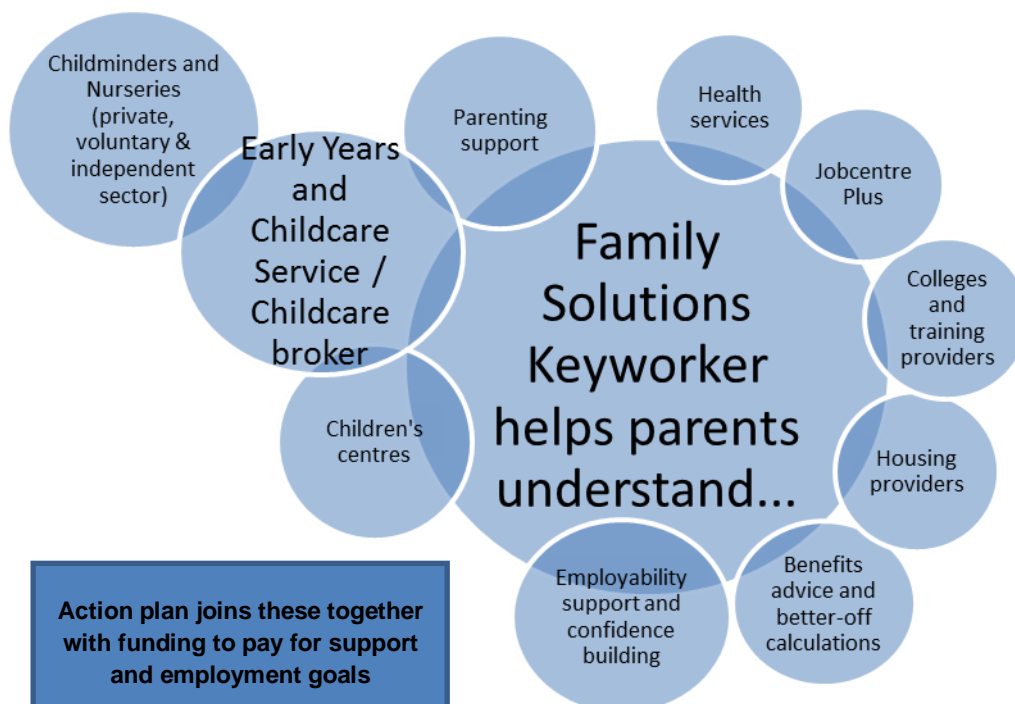 Childminders and
Nurseries
(private,
voluntary &
independent
sector)
Early Years
and
Childcare
Service /
Childcare
broker
Parenting
support
Health
services
Jobcentre
Plus
Colleges
and
training
providers
Housing
providers
Benefits
advice and
better-off
calculations
Employability
support and
confidence
building
Children's
centres
Family
Solutions
Keyworker
helps parents
understand...
Action plan joins these together
with funding to pay for support
and employment goals